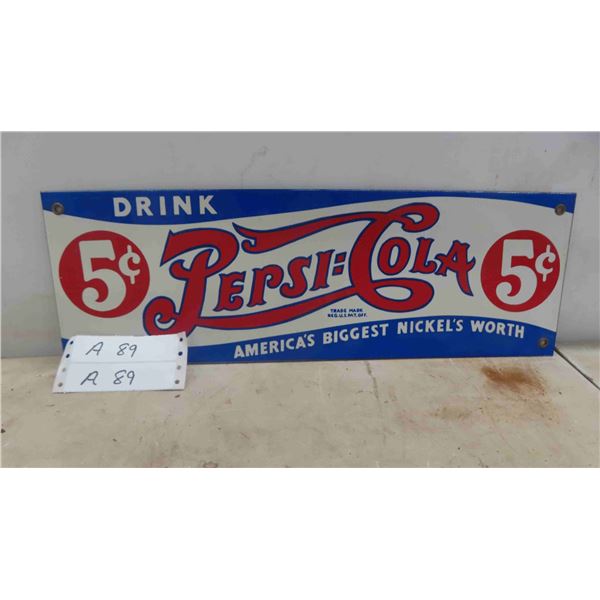 DRINK
5¢ PEPSI=COLA 5¢
TRADE MARK
REG. U.S. PAT. OFF.
AMERICA'S BIGGEST NICKEL'S WORTH
A 89
A 89